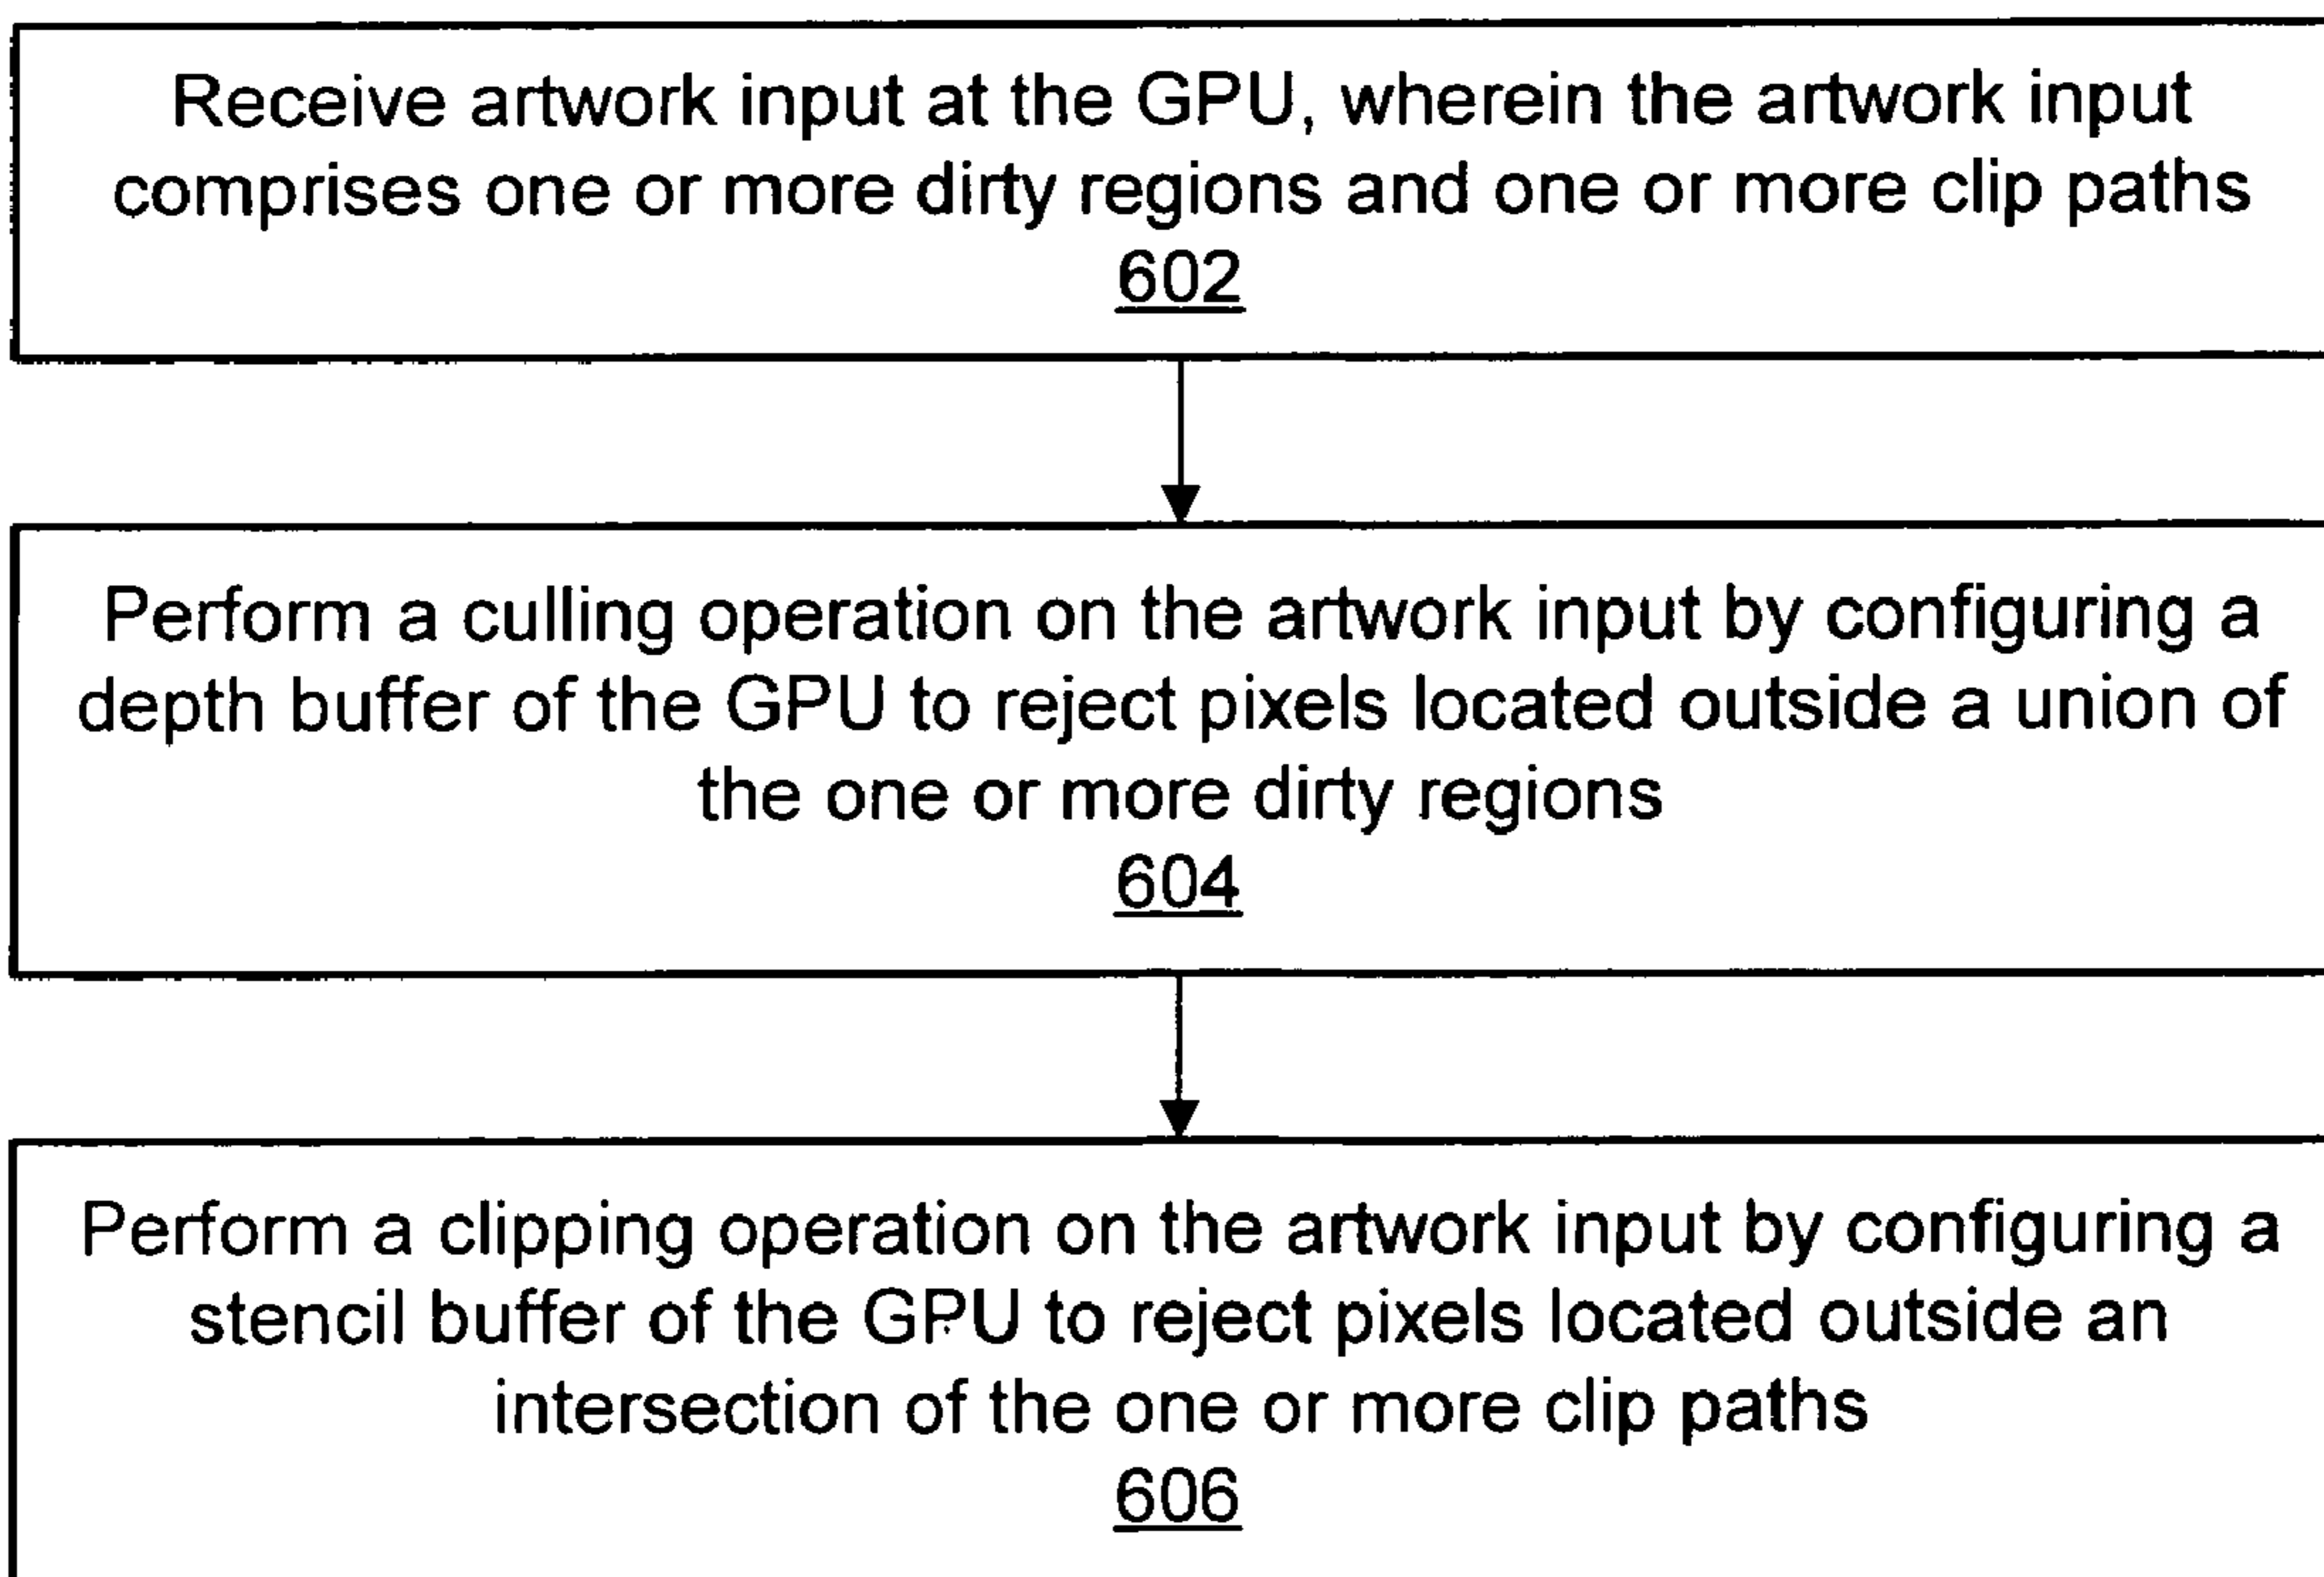 Receive artwork input at the GPU, wherein the artwork input
comprises one or more dirty regions and one or more clip paths
602
Perform a culling operation on the artwork input by configuring a
depth buffer of the GPU to reject pixels located outside a union of
the one or more dirty regions
604
Perform a clipping operation on the artwork input by configuring a
stencil buffer of the GPU to reject pixels located outside an
intersection of the one or more clip paths
606